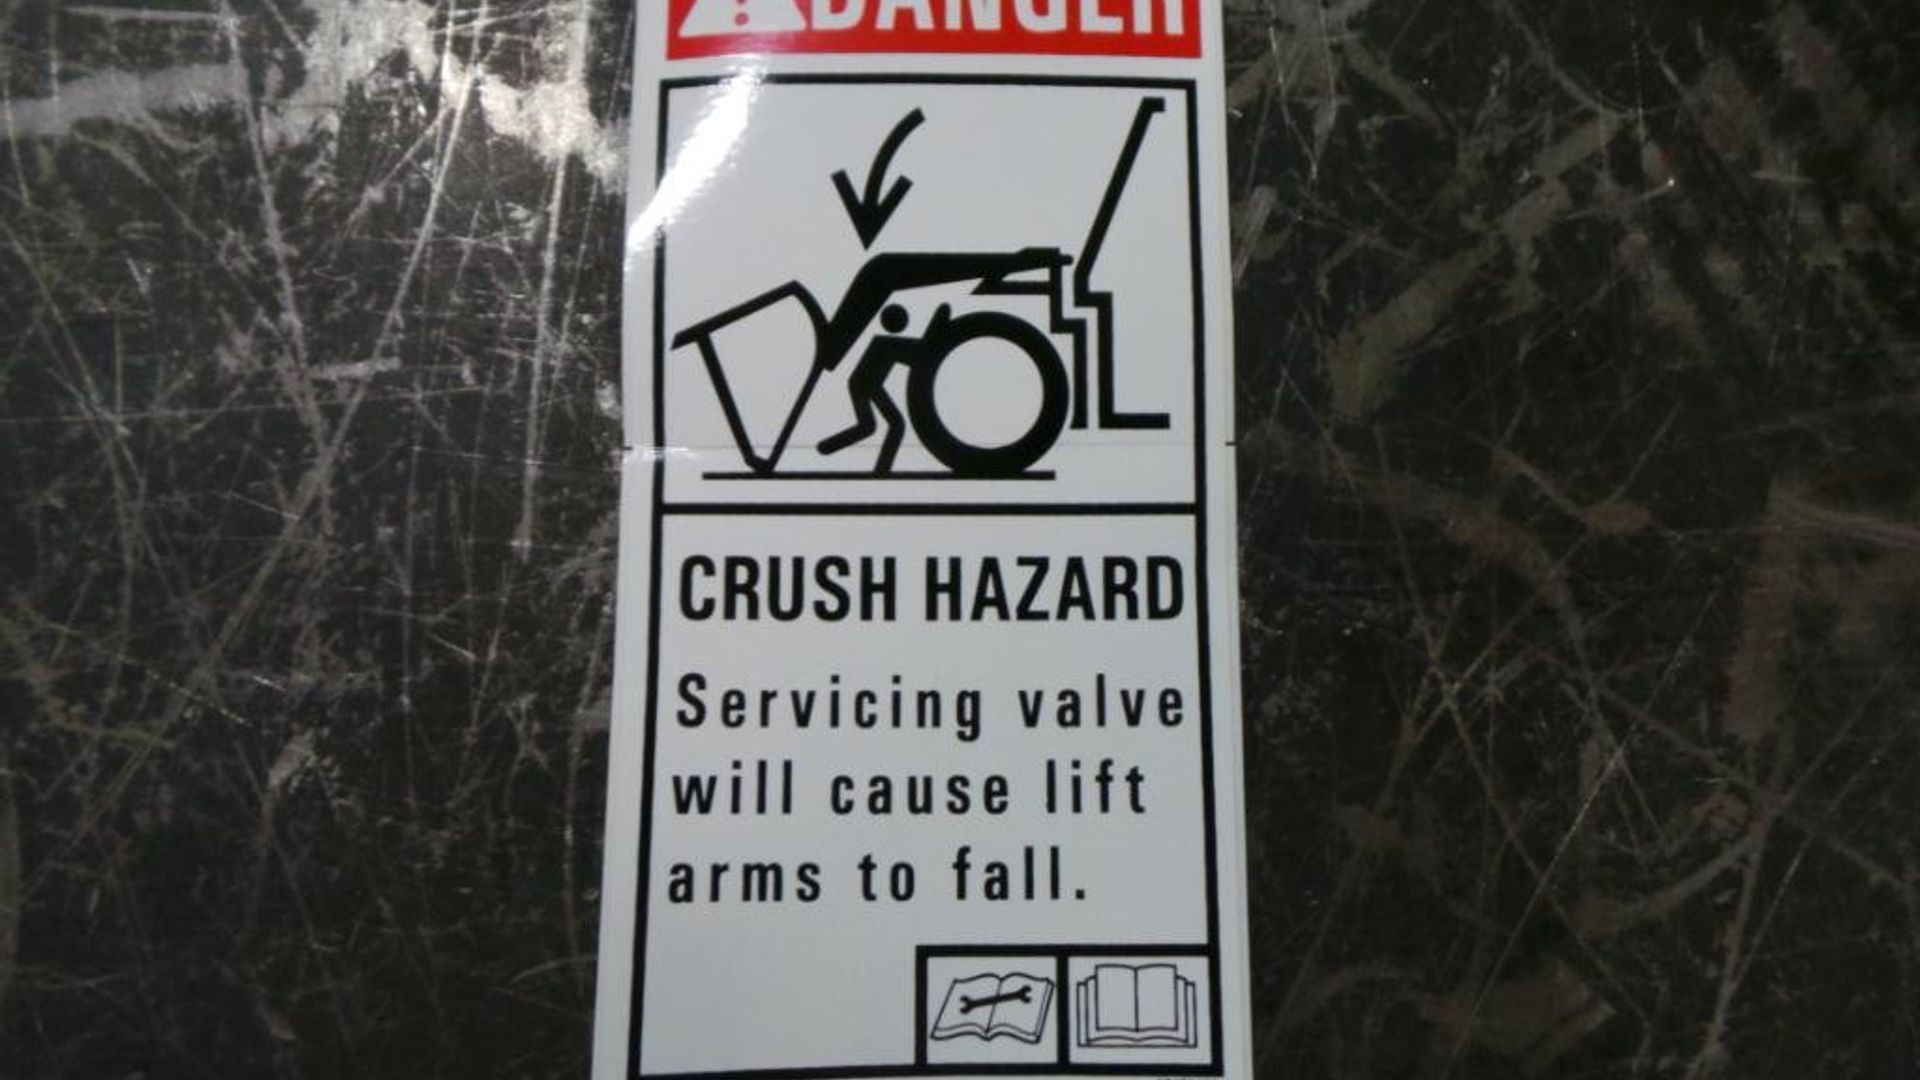 DANGER
CRUSH HAZARD
Servicing valve
will cause lift
arms to fall.